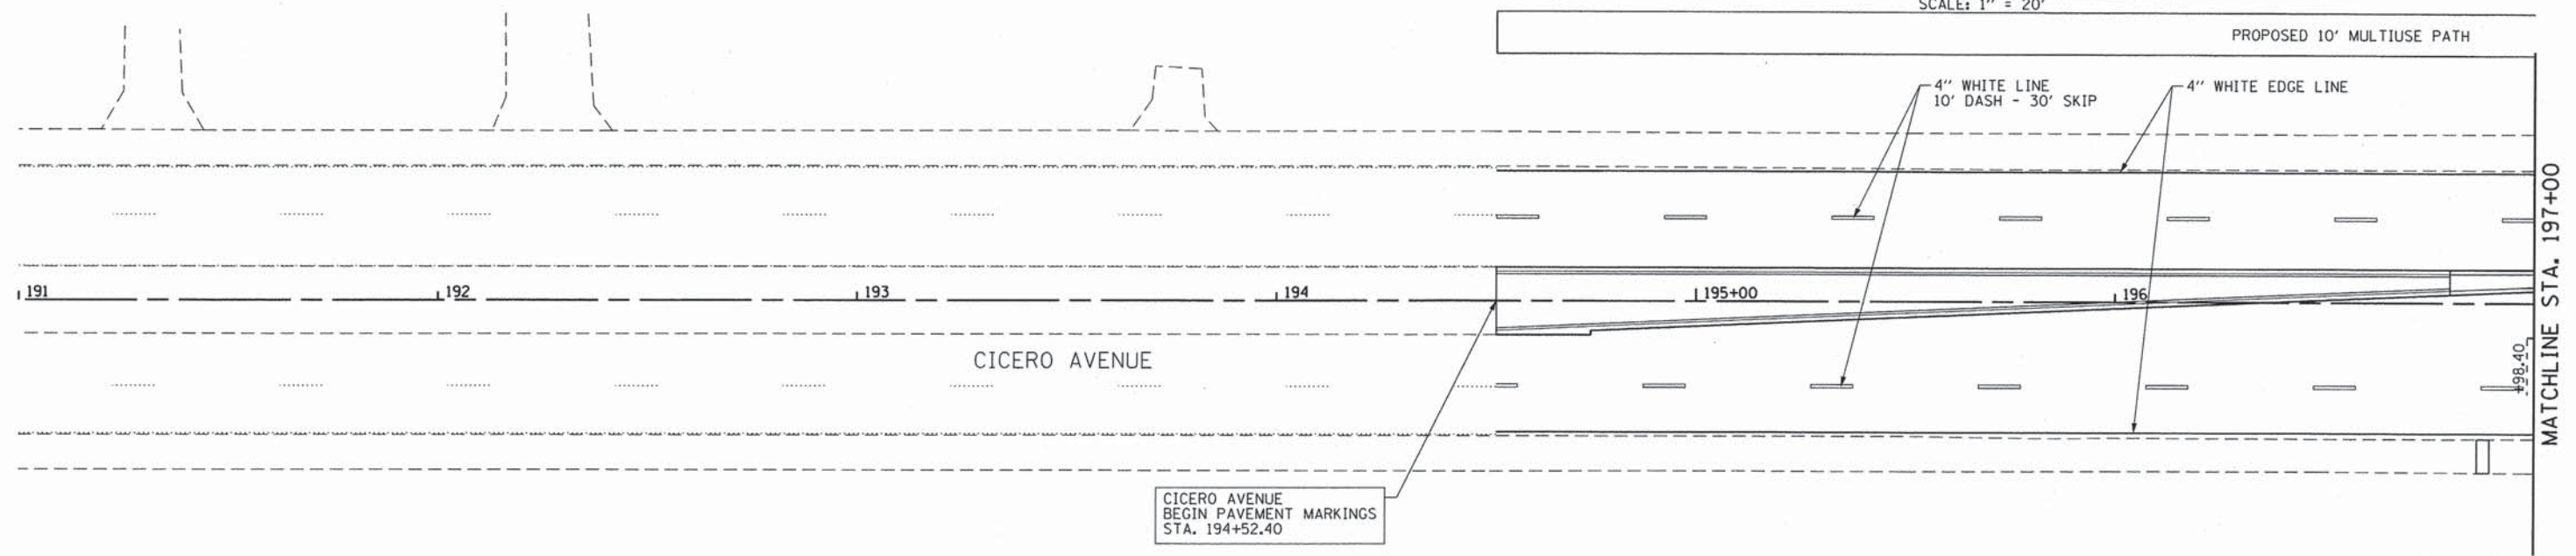 SCALE: 1" = 20'
PROPOSED 10' MULTIUSE PATH
4" WHITE LINE
10' DASH - 30' SKIP
4" WHITE EDGE LINE
191
192
193
194
195+00
196
CICERO AVENUE
+98.40
MATCHLINE STA. 197+00
CICERO AVENUE
BEGIN PAVEMENT MARKINGS
STA. 194+52.40